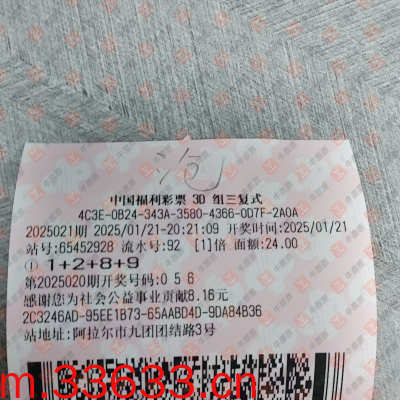 中国福利彩票 3D 组三复式
4C3E-0B24-343A-3580-4366-0D7F-2A0A
2025021期 2025/01/21-20:21:09 开奖时间:2025/01/21
站号:65452928 流水号:92 [1]倍 面额:24.00
① 1+2+8+9
第2025020期开奖号码:0 5 6
感谢您为社会公益事业贡献8.16元
2C3246AD-95EE1B73-65AABD4D-9DA84B36
站地址:阿拉尔市九团团结路3号
m.33633.cn